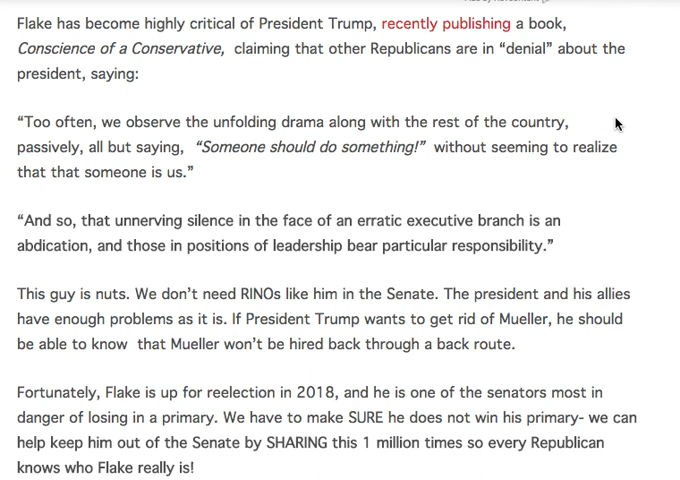 Flake has become highly critical of President Trump, recently publishing a book,
Conscience of a Conservative, claiming that other Republicans are in “denial” about the
president, saying:
“Too often, we observe the unfolding drama along with the rest of the country,
passively, all but saying, “Someone should do something!” without seeming to realize
that that someone is us.”
“And so, that unnerving silence in the face of an erratic executive branch is an
abdication, and those in positions of leadership bear particular responsibility.”
This guy is nuts. We don’t need RINOs like him in the Senate. The president and his allies
have enough problems as it is. If President Trump wants to get rid of Mueller, he should
be able to know that Mueller won’t be hired back through a back route.
Fortunately, Flake is up for reelection in 2018, and he is one of the senators most in
danger of losing in a primary. We have to make SURE he does not win his primary- we can
help keep him out of the Senate by SHARING this 1 million times so every Republican
knows who Flake really is!